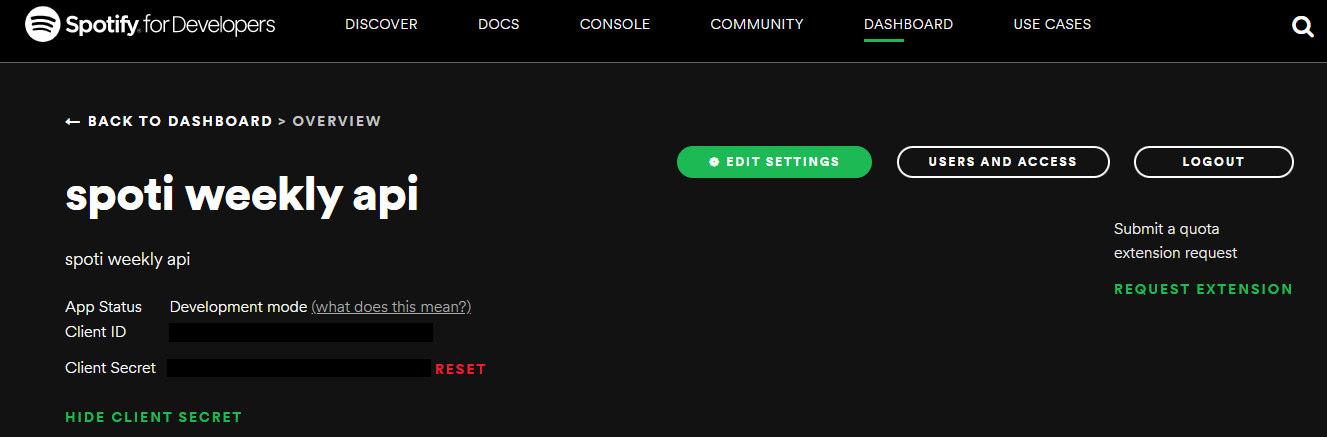 Spotify for Developers DISCOVER DOCS CONSOLE COMMUNITY DASHBOARD USE CASES
← BACK TO DASHBOARD > OVERVIEW
EDIT SETTINGS USERS AND ACCESS LOGOUT
spoti weekly api
Submit a quota
extension request
REQUEST EXTENSION
spoti weekly api
App Status Development mode (what does this mean?)
Client ID
Client Secret RESET
HIDE CLIENT SECRET